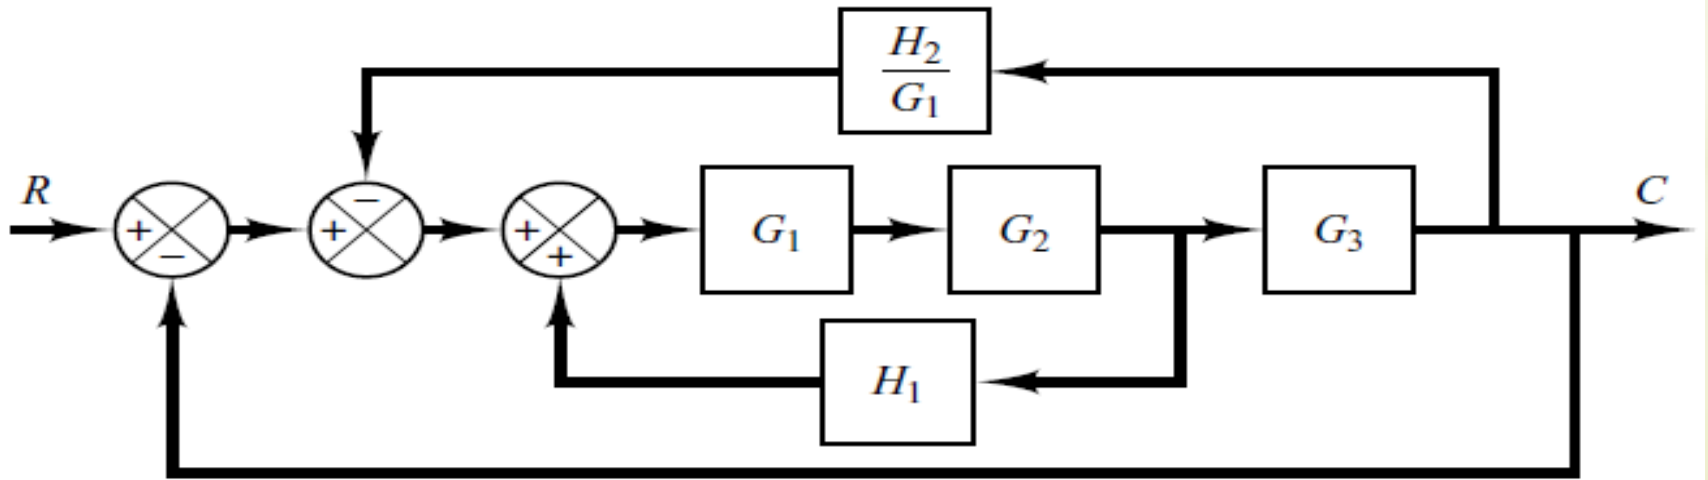 H₂
G₁
R
C
+
−
+
−
+
+
G₁
G₂
G₃
H₁